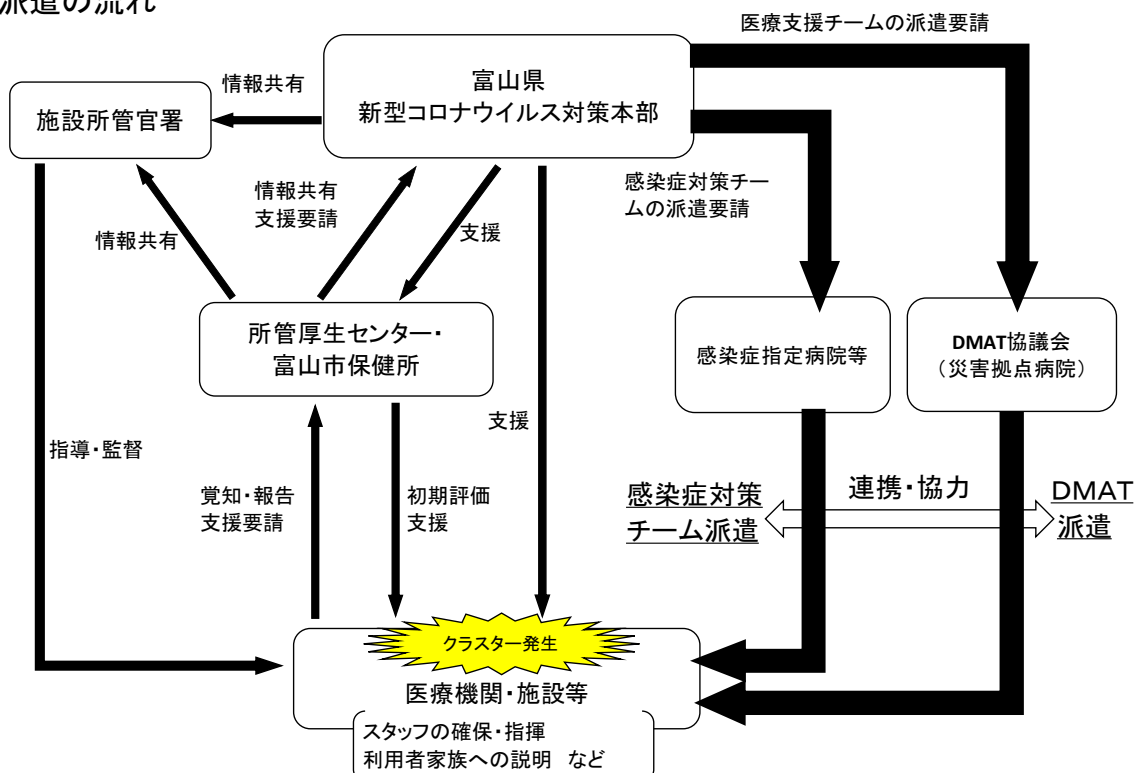 派遣の流れ
医療支援チームの派遣要請
富山県
新型コロナウイルス対策本部
情報共有
施設所管官署
感染症対策チー
ムの派遣要請
情報共有
支援要請
情報共有
支援
所管厚生センター・
富山市保健所
感染症指定病院等
DMAT協議会
（災害拠点病院）
支援
指導・監督
覚知・報告
支援要請
初期評価
支援
感染症対策
チーム派遣
連携・協力
DMAT
派遣
クラスター発生
医療機関・施設等
スタッフの確保・指揮
利用者家族への説明　など